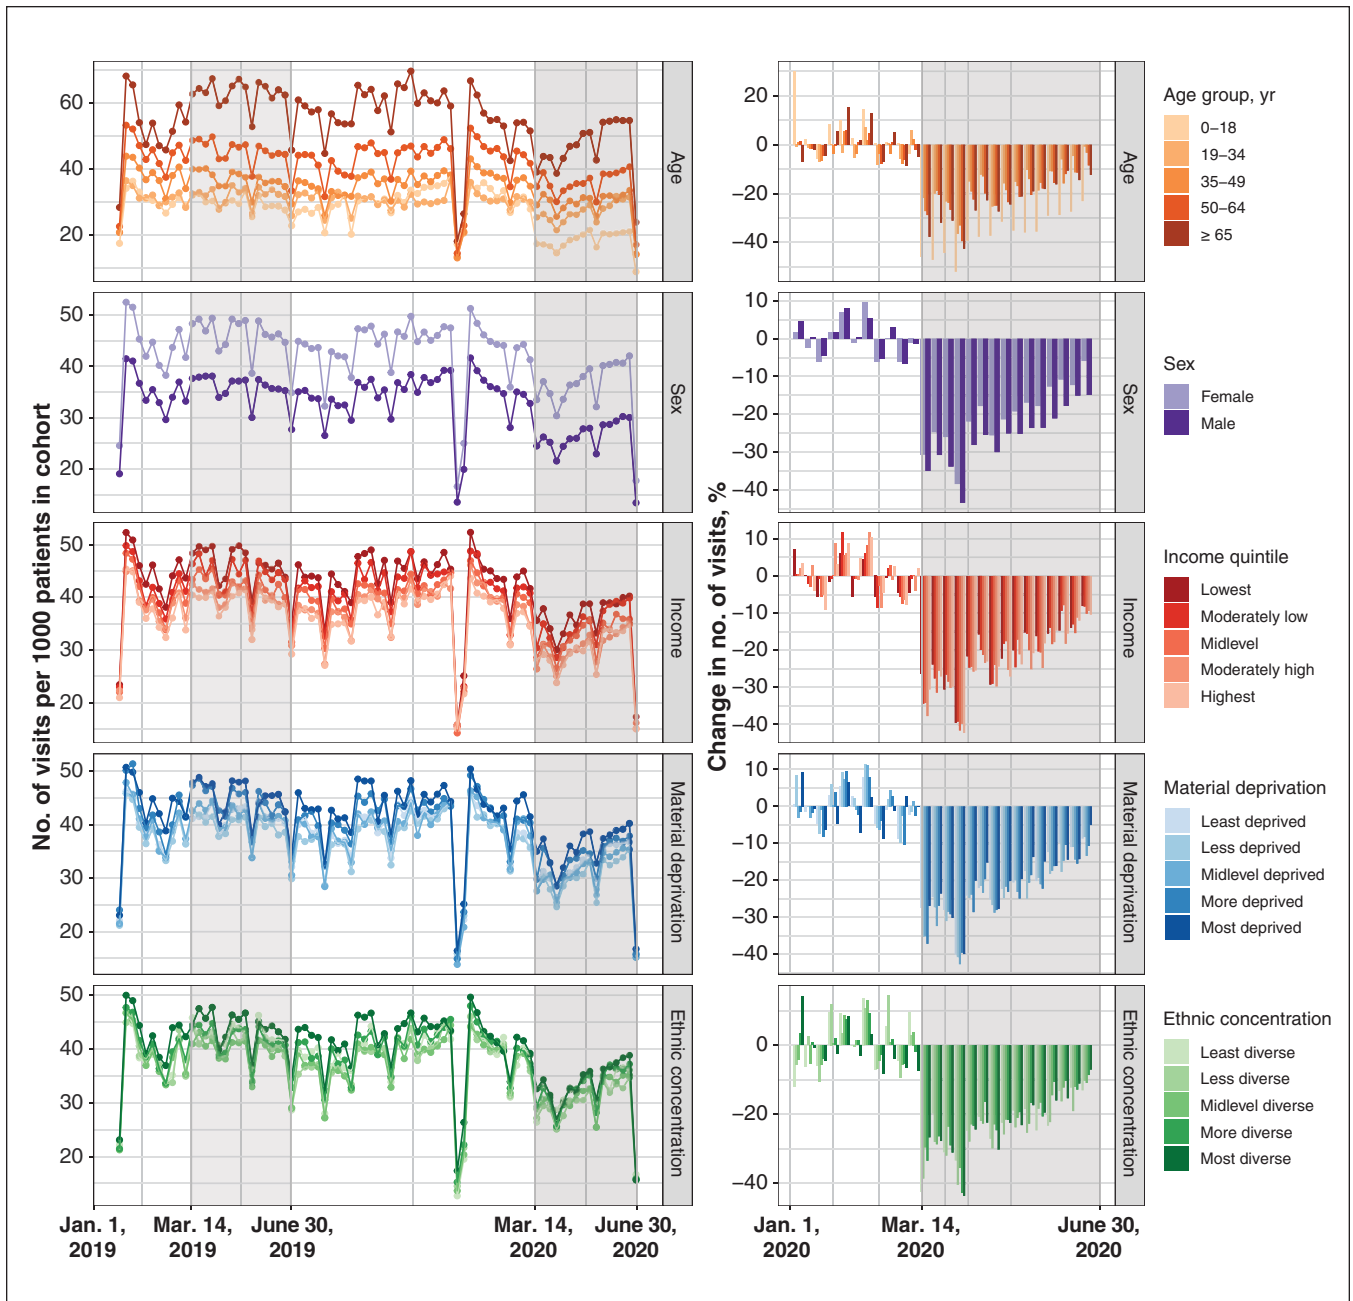 No. of visits per 1000 patients in cohort
60
40
20
Age
50
40
30
20
Sex
50
40
30
20
Income
50
40
30
20
Material deprivation
50
40
30
20
Ethnic concentration
Jan. 1,
2019
Mar. 14,
2019
June 30,
2019
Mar. 14,
2020
June 30,
2020
Change in no. of visits, %
20
0
−20
−40
Age
10
0
−10
−20
−30
−40
Sex
10
0
−10
−20
−30
−40
Income
10
0
−10
−20
−30
−40
Material deprivation
0
−20
−40
Ethnic concentration
Jan. 1,
2020
Mar. 14,
2020
June 30,
2020
Age group, yr
0–18
19–34
35–49
50–64
≥ 65
Sex
Female
Male
Income quintile
Lowest
Moderately low
Midlevel
Moderately high
Highest
Material deprivation
Least deprived
Less deprived
Midlevel deprived
More deprived
Most deprived
Ethnic concentration
Least diverse
Less diverse
Midlevel diverse
More diverse
Most diverse